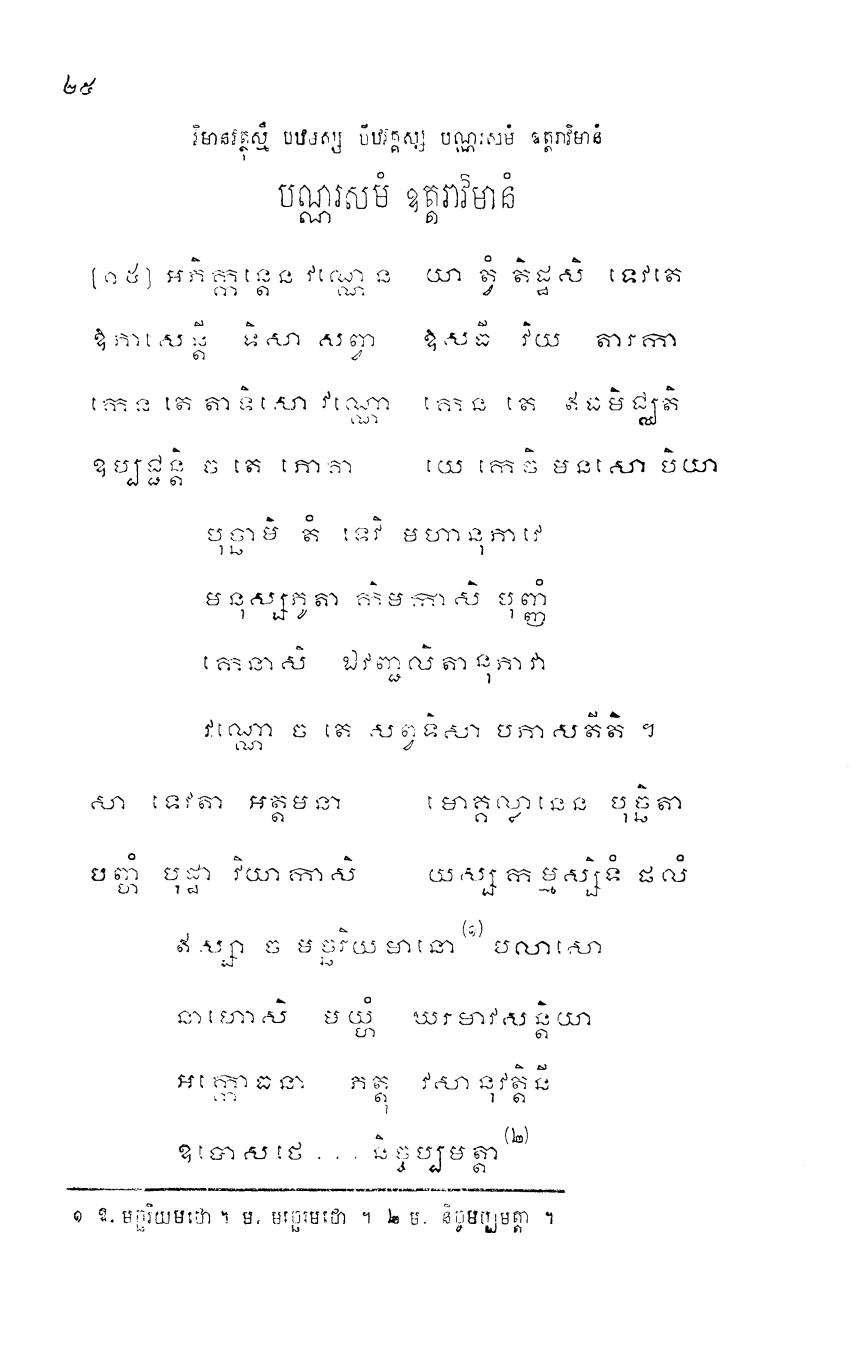 ២៥
វិមានវត្ថុស្មឹ បឋមស្ស បីឋវគ្គស្ស បណ្ណរសមំ ឧត្តរាវិមានំ
បណ្ណរសមំ ឧត្តរាវិមានំ
[១៥] អភិក្កន្តេន វណ្ណេន យា ត្វំ តិដ្ឋសិ ទេវតេ
ឱភាសេន្តី ទិសា សព្វា ឱសធី វិយ តារកា
កេន តេ តាទិសោ វណ្ណោ កេន តេ ឥធមិជ្ឈតិ
ឧប្បជ្ជន្តិ ច តេ ភោគា យេ កេចិ មនសោ បិយា
បុច្ឆាមិ តំ ទេវិ មហានុភាវេ
មនុស្សភូតា កិមកាសិ បុញ្ញំ
កេនាសិ ឯវញ្ជលិតានុភាវា
វណ្ណោ ច តេ សព្វទិសា បភាសតីតិ ។
សា ទេវតា អត្តមនា មោគ្គល្លានេន បុច្ឆិតា
បញ្ហំ បុដ្ឋា វិយាកាសិ យស្ស កម្មស្សិទំ ផលំ
ឥស្សា ច មច្ឆរិយមានោ(១) បលាសោ
នាហោសិ មយ្ហំ ឃរមាវសន្តិយា
អក្កោធនា ភត្តុ វសានុវត្តិនី
ឧបោសថេ . . . និច្ចប្បមត្តា(២)
១ ឱ. មច្ឆរិយមថោ ។ ម. មច្ឆេរមថោ ។ ២ ម. និច្ចមប្បមត្តា ។